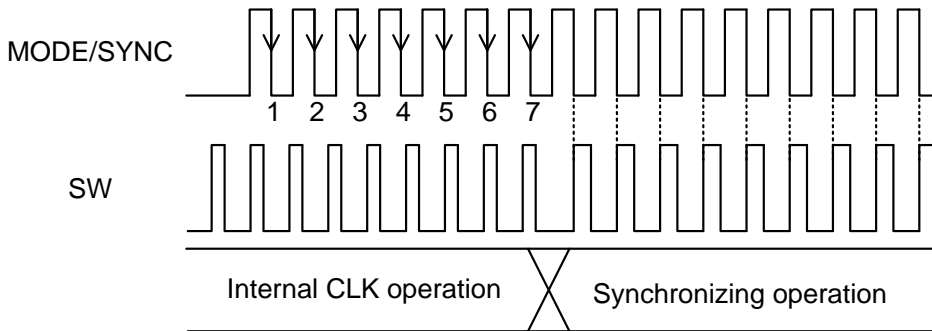 MODE/SYNC
1 2 3 4 5 6 7
SW
Internal CLK operation
Synchronizing operation